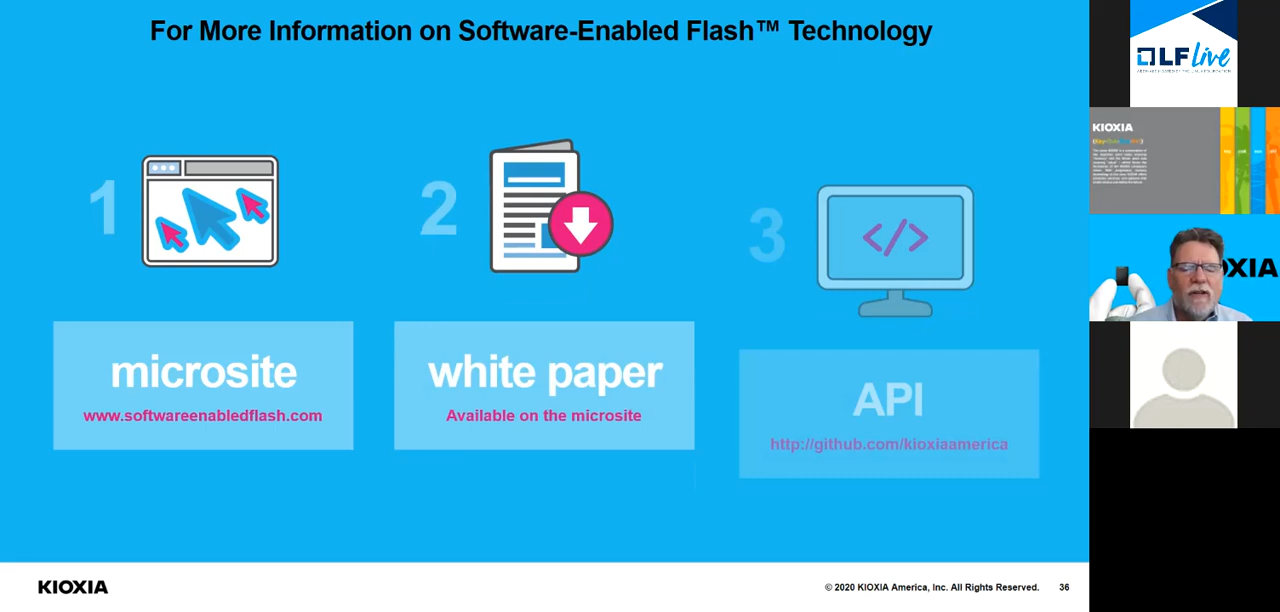 For More Information on Software-Enabled Flash™ Technology
1
2
3
</>
microsite
www.softwareenabledflash.com
white paper
Available on the microsite
API
http://github.com/kioxiaamerica
KIOXIA
© 2020 KIOXIA America, Inc. All Rights Reserved.
36
LF Live
KIOXIA
OXIA